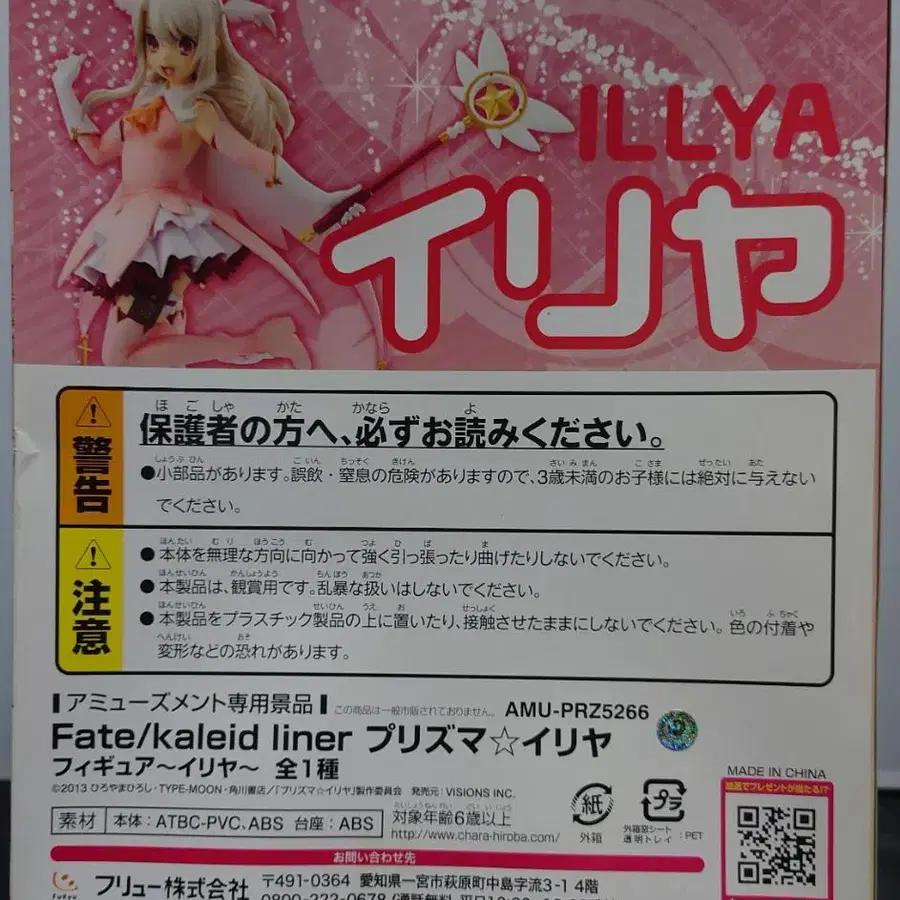 ILLYA
イリヤ
警告
保護者の方へ、必ずお読みください。
●小部品があります。誤飲・窒息の危険がありますので、3歳未満のお子様には絶対に与えない
でください。
注意
●本体を無理な方向に向かって強く引っ張ったり曲げたりしないでください。
●本製品は、観賞用です。乱暴な扱いはしないでください。
●本製品をプラスチック製品の上に置いたり、接触させたままにしないでください。色の付着や
変形などの恐れがあります。
アミューズメント専用景品 この商品は一般市販されておりません。 AMU-PRZ5266
Fate/kaleid liner プリズマ☆イリヤ
フィギュア〜イリヤ〜 全1種
©2013 ひろやまひろし・TYPE-MOON・角川書店/「プリズマ☆イリヤ」製作委員会 発売元:VISIONS INC.
素材 本体:ATBC-PVC、ABS 台座:ABS
対象年齢6歳以上
http://www.chara-hiroba.com/
紙
外箱
プラ
外箱窓シート
透明トレイ :PET
MADE IN CHINA
抽選でプレゼントが当たる!?
お問い合わせ先
FuRyu
フリュー株式会社
〒491-0364 愛知県一宮市萩原町中島字流3-1 4階